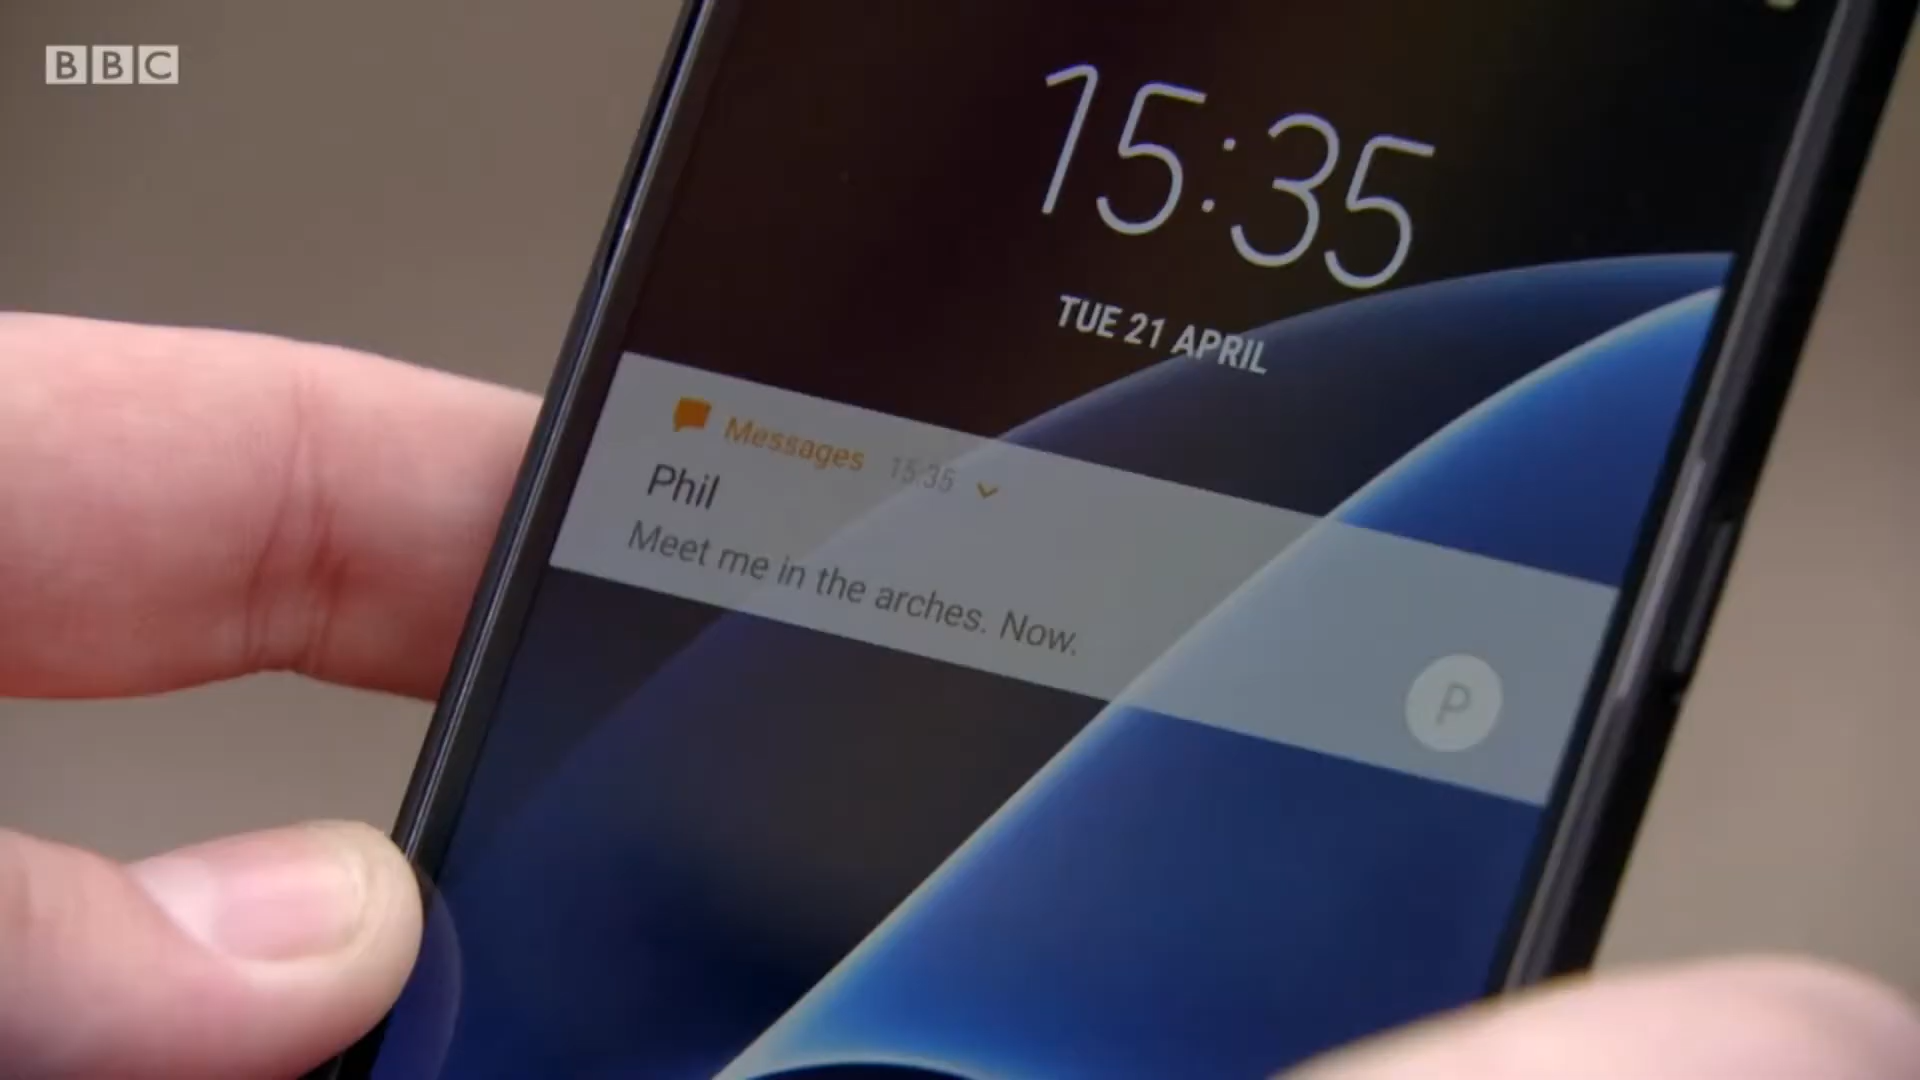 BBC
15:35
TUE 21 APRIL
Messages 15:35
Phil
Meet me in the arches. Now.
P